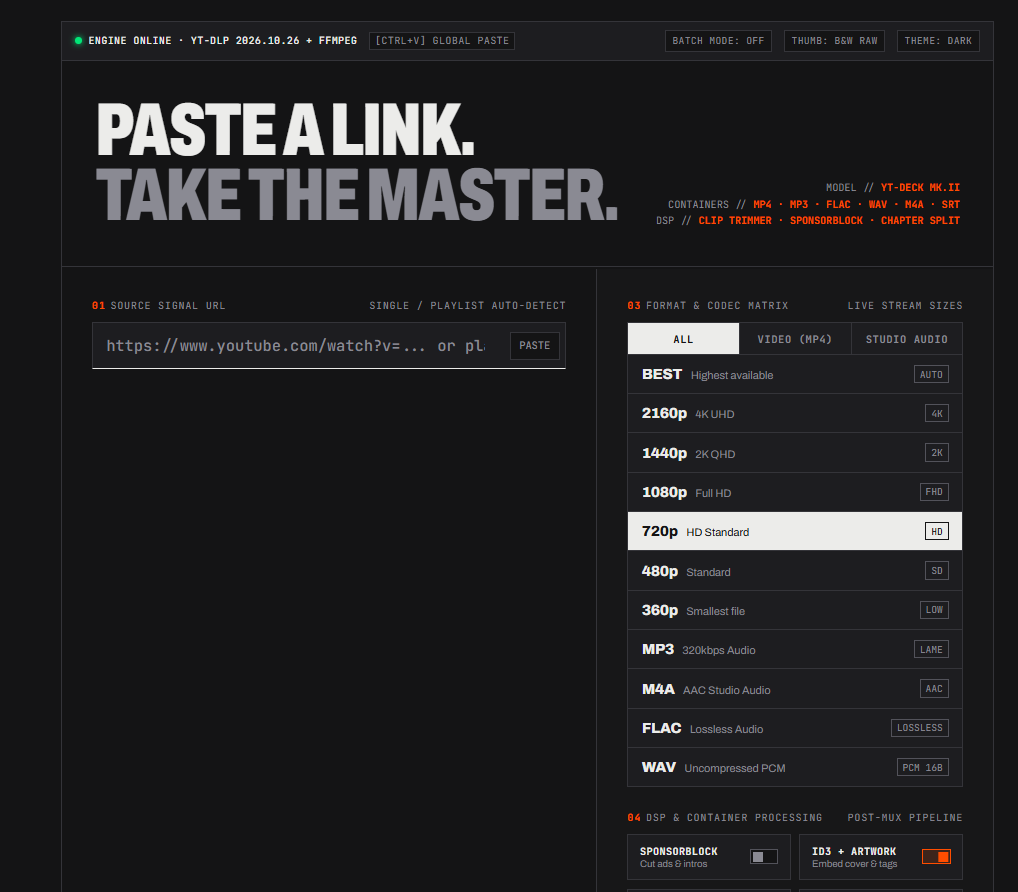 ENGINE ONLINE · YT-DLP 2026.10.26 + FFMPEG [CTRL+V] GLOBAL PASTE BATCH MODE: OFF THUMB: B&W RAW THEME: DARK
PASTE A LINK.
TAKE THE MASTER.
MODEL // YT-DECK MK.II
CONTAINERS // MP4 · MP3 · FLAC · WAV · M4A · SRT
DSP // CLIP TRIMMER · SPONSORBLOCK · CHAPTER SPLIT
01 SOURCE SIGNAL URL SINGLE / PLAYLIST AUTO-DETECT
https://www.youtube.com/watch?v=... or pl PASTE
03 FORMAT & CODEC MATRIX LIVE STREAM SIZES
ALL VIDEO (MP4) STUDIO AUDIO
BEST Highest available AUTO
2160p 4K UHD 4K
1440p 2K QHD 2K
1080p Full HD FHD
720p HD Standard HD
480p Standard SD
360p Smallest file LOW
MP3 320kbps Audio LAME
M4A AAC Studio Audio AAC
FLAC Lossless Audio LOSSLESS
WAV Uncompressed PCM PCM 16B
04 DSP & CONTAINER PROCESSING POST-MUX PIPELINE
SPONSORBLOCK ID3 + ARTWORK
Cut ads & intros Embed cover & tags